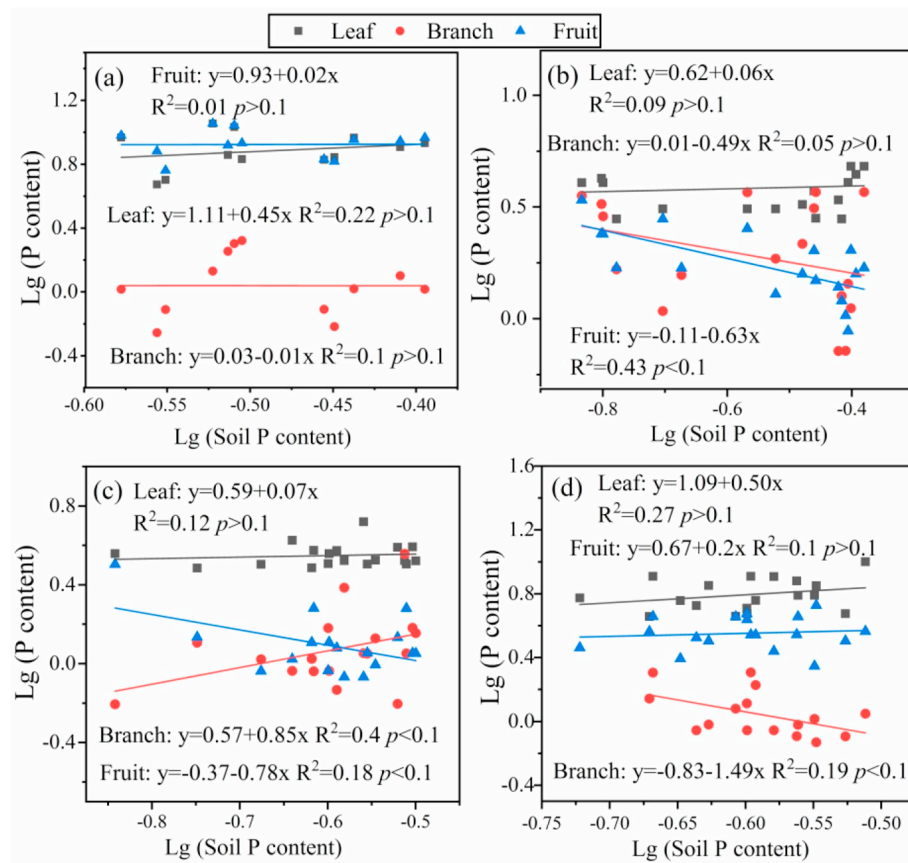 Leaf Branch Fruit
(a)
Fruit: y=0.93+0.02x
R²=0.01 p>0.1
Leaf: y=1.11+0.45x R²=0.22 p>0.1
Branch: y=0.03-0.01x R²=0.1 p>0.1
1.2
0.8
0.4
0.0
-0.4
Lg (P content)
-0.60 -0.55 -0.50 -0.45 -0.40
Lg (Soil P content)
(b)
Leaf: y=0.62+0.06x
R²=0.09 p>0.1
Branch: y=0.01-0.49x R²=0.05 p>0.1
Fruit: y=-0.11-0.63x
R²=0.43 p<0.1
1.0
0.5
0.0
Lg (P content)
-0.8 -0.6 -0.4
Lg (Soil P content)
(c)
Leaf: y=0.59+0.07x
R²=0.12 p>0.1
Branch: y=0.57+0.85x R²=0.4 p<0.1
Fruit: y=-0.37-0.78x R²=0.18 p<0.1
0.8
0.4
0.0
-0.4
Lg (P content)
-0.8 -0.7 -0.6 -0.5
Lg (Soil P content)
(d)
Leaf: y=1.09+0.50x
R²=0.27 p>0.1
Fruit: y=0.67+0.2x R²=0.1 p>0.1
Branch: y=-0.83-1.49x R²=0.19 p<0.1
1.6
1.2
0.8
0.4
0.0
-0.4
Lg (P content)
-0.75 -0.70 -0.65 -0.60 -0.55 -0.50
Lg (Soil P content)